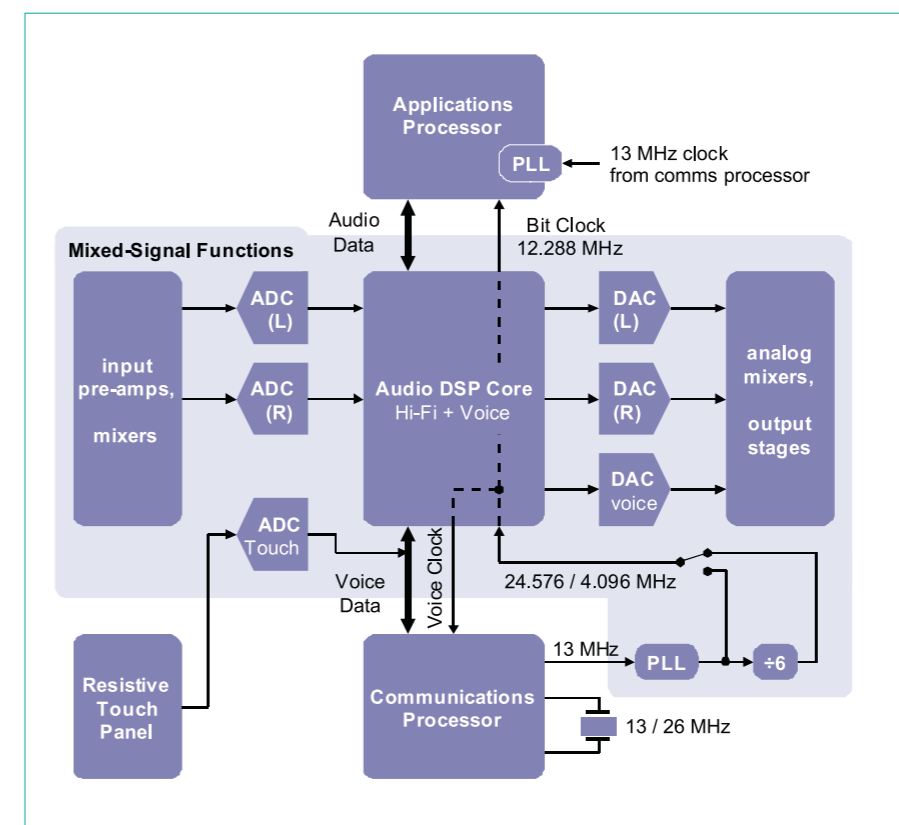 Applications
Processor
PLL
13 MHz clock
from comms processor
Audio
Data
Bit Clock
12.288 MHz
Mixed-Signal Functions
input
pre-amps,
mixers
ADC
(L)
ADC
(R)
Audio DSP Core
Hi-Fi + Voice
DAC
(L)
DAC
(R)
DAC
voice
analog
mixers,
output
stages
ADC
Touch
Voice
Data
Voice Clock
24.576 / 4.096 MHz
Resistive
Touch
Panel
Communications
Processor
13 MHz
PLL
÷6
13 / 26 MHz